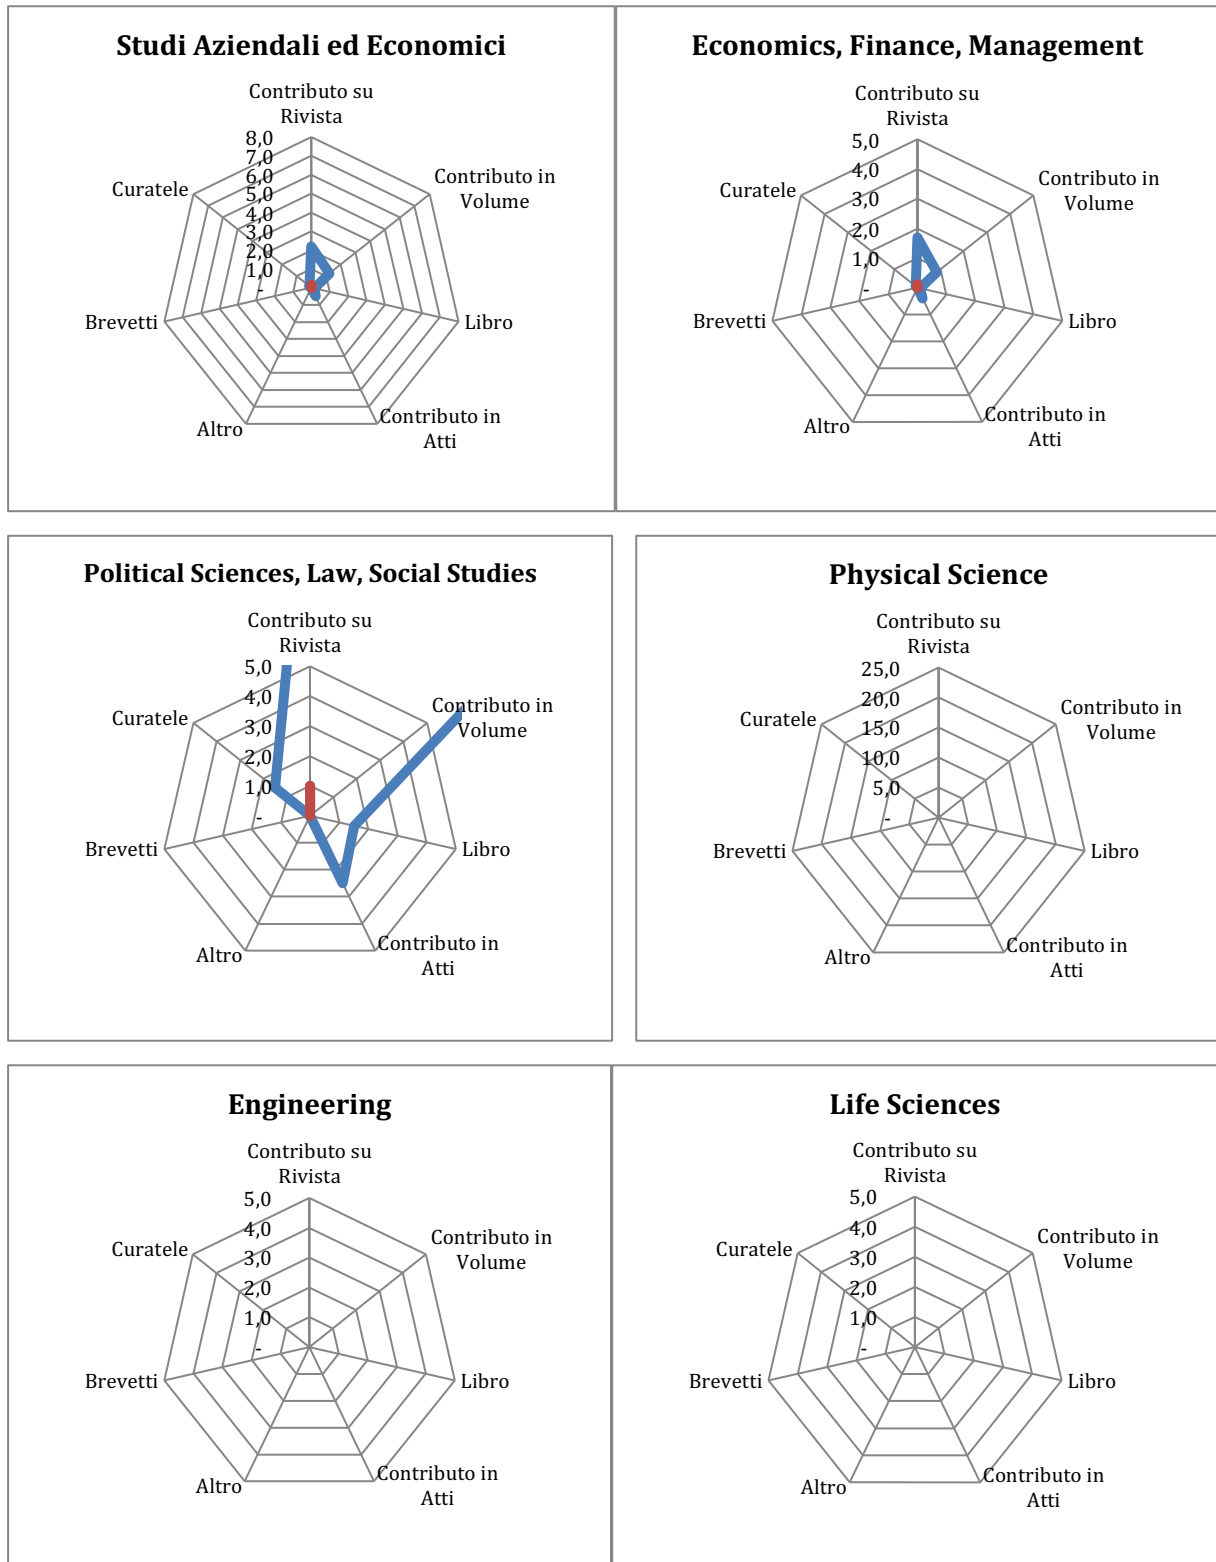 Studi Aziendali ed Economici
Contributo su
Rivista
8,0
7,0
6,0
5,0
4,0
3,0
2,0
1,0
-
Contributo in
Volume
Libro
Contributo in
Atti
Altro
Brevetti
Curatele
Economics, Finance, Management
Contributo su
Rivista
5,0
4,0
3,0
2,0
1,0
-
Contributo in
Volume
Libro
Contributo in
Atti
Altro
Brevetti
Curatele
Political Sciences, Law, Social Studies
Contributo su
Rivista
5,0
4,0
3,0
2,0
1,0
-
Contributo in
Volume
Libro
Contributo in
Atti
Altro
Brevetti
Curatele
Physical Science
Contributo su
Rivista
25,0
20,0
15,0
10,0
5,0
-
Contributo in
Volume
Libro
Contributo in
Atti
Altro
Brevetti
Curatele
Engineering
Contributo su
Rivista
5,0
4,0
3,0
2,0
1,0
-
Contributo in
Volume
Libro
Contributo in
Atti
Altro
Brevetti
Curatele
Life Sciences
Contributo su
Rivista
5,0
4,0
3,0
2,0
1,0
-
Contributo in
Volume
Libro
Contributo in
Atti
Altro
Brevetti
Curatele